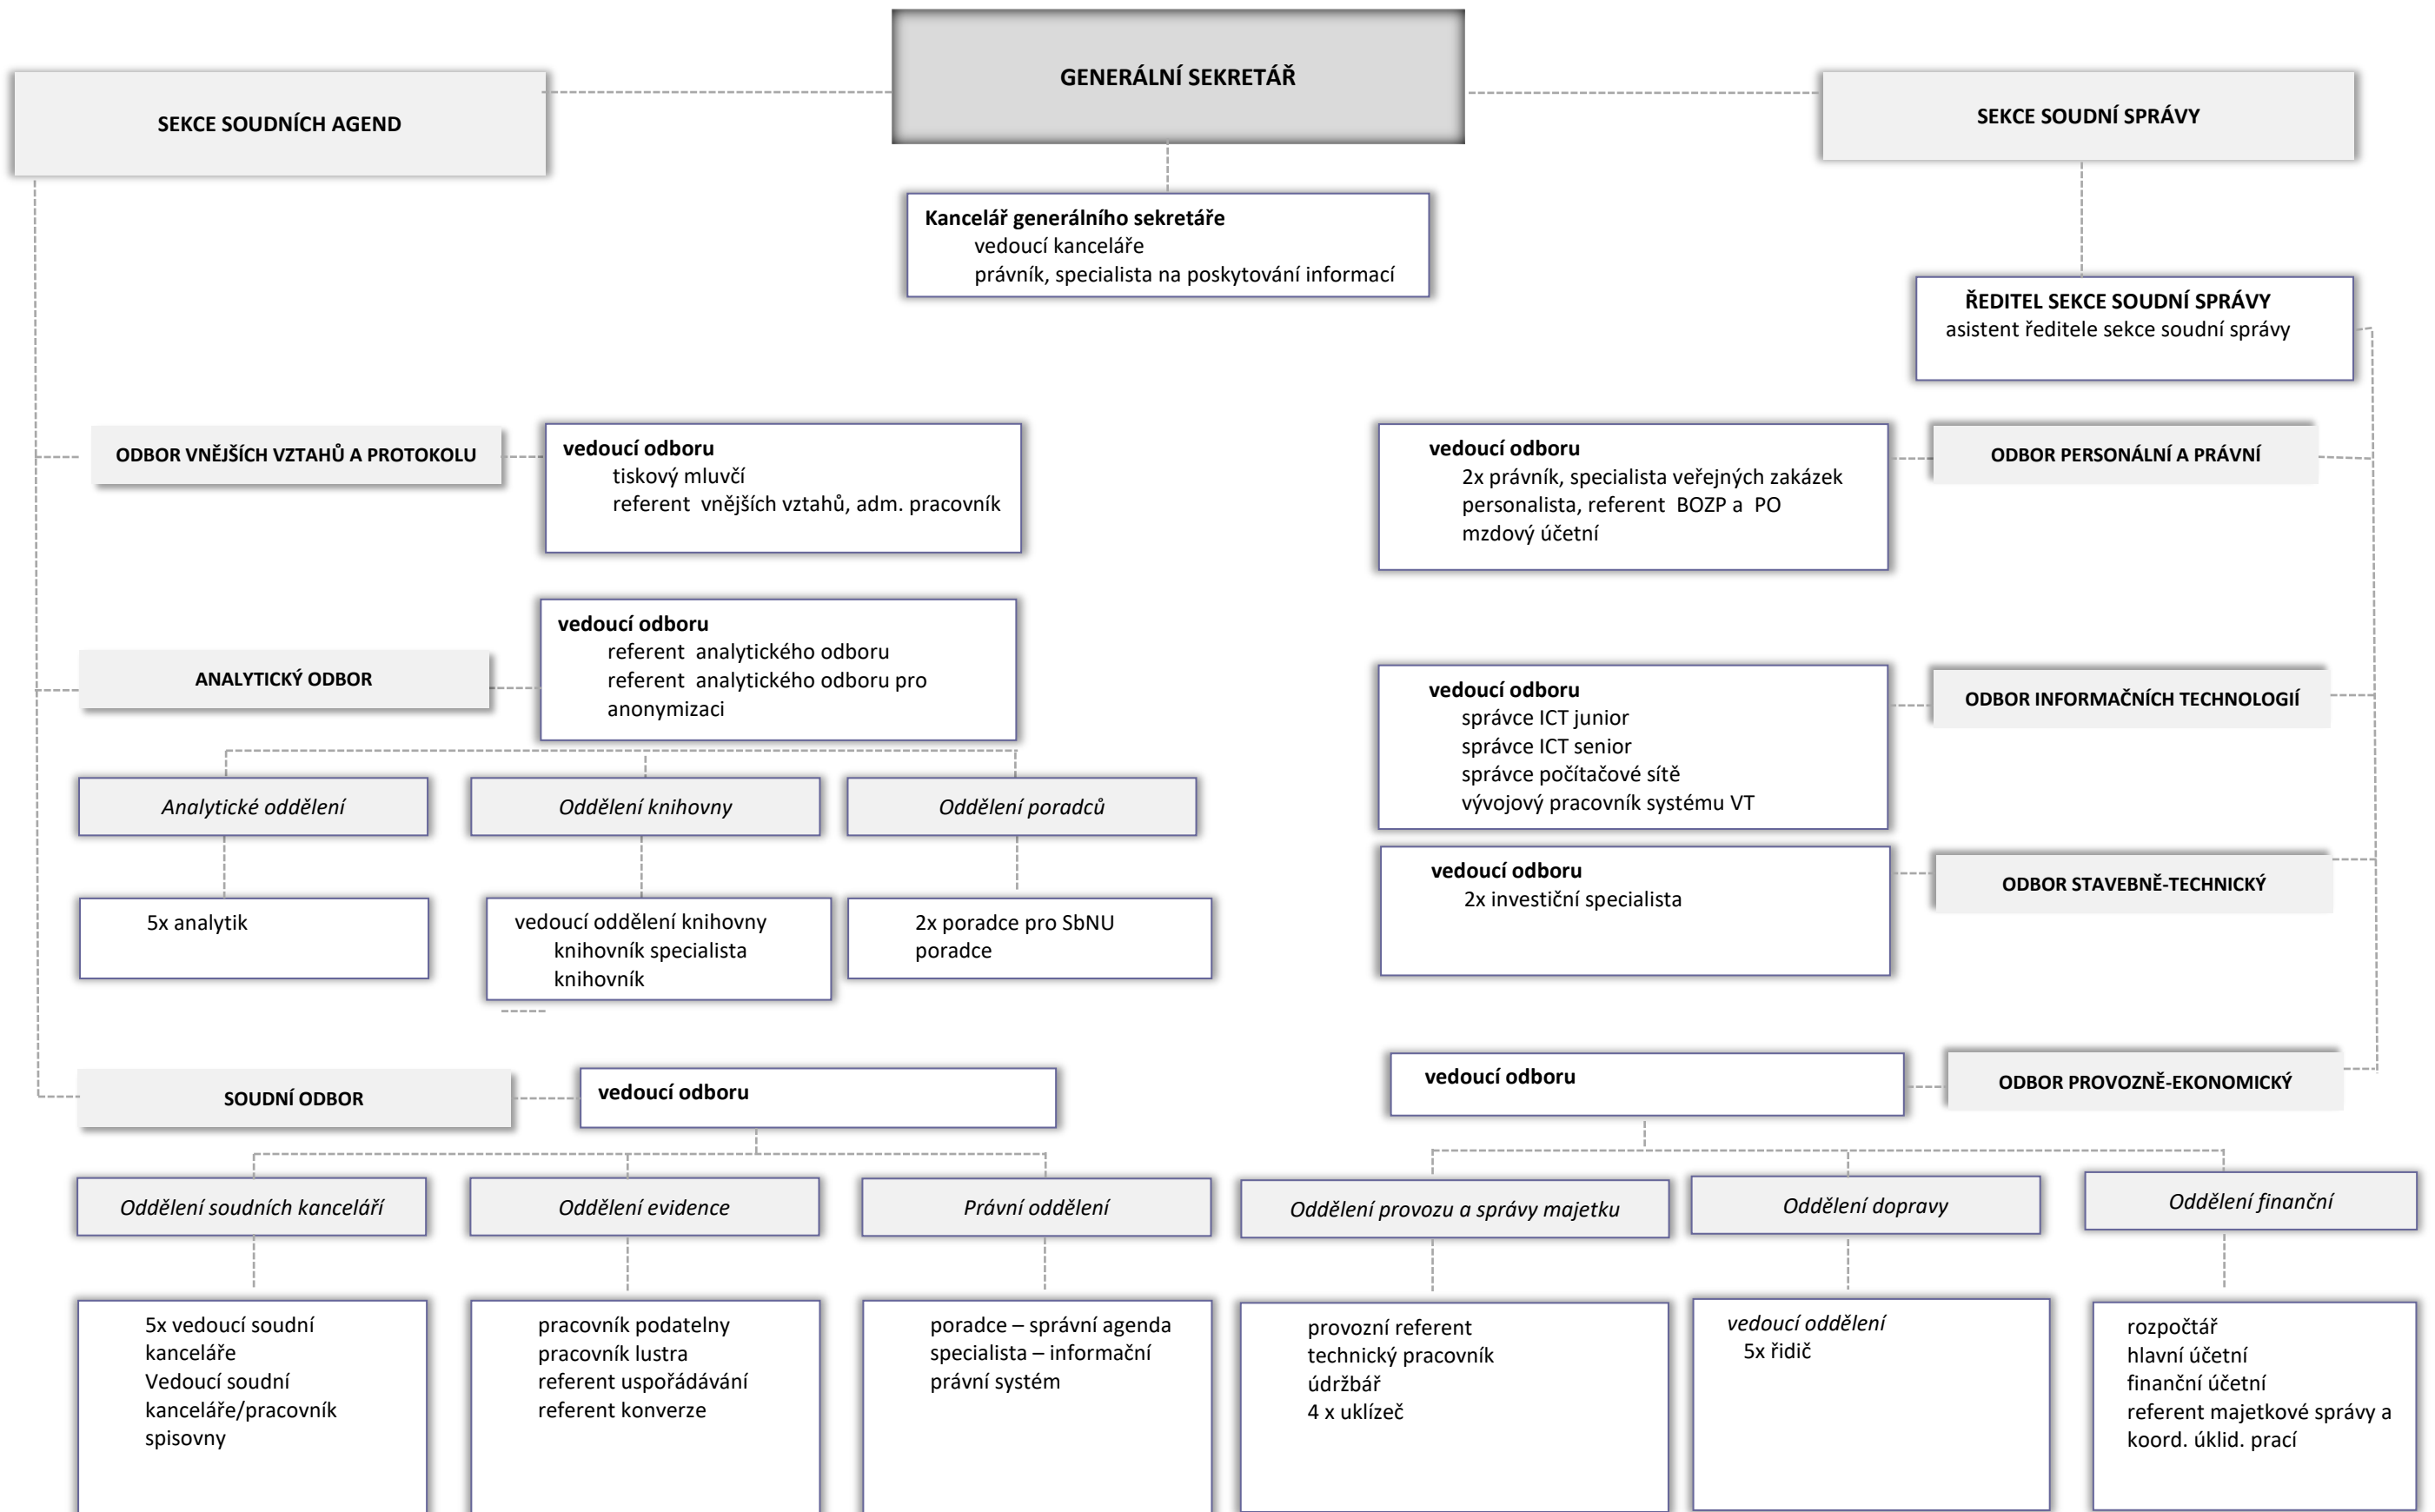 GENERÁLNÍ SEKRETÁŘ
SEKCE SOUDNÍCH AGEND
SEKCE SOUDNÍ SPRÁVY
Kancelář generálního sekretáře
vedoucí kanceláře
právník, specialista na poskytování informací
ŘEDITEL SEKCE SOUDNÍ SPRÁVY
asistent ředitele sekce soudní správy
ODBOR VNĚJŠÍCH VZTAHŮ A PROTOKOLU
vedoucí odboru
tiskový mluvčí
referent vnějších vztahů, adm. pracovník
vedoucí odboru
2x právník, specialista veřejných zakázek
personalista, referent BOZP a PO
mzdový účetní
ODBOR PERSONÁLNÍ A PRÁVNÍ
ANALYTICKÝ ODBOR
vedoucí odboru
referent analytického odboru
referent analytického odboru pro
anonymizaci
vedoucí odboru
správce ICT junior
správce ICT senior
správce počítačové sítě
vývojový pracovník systému VT
ODBOR INFORMAČNÍCH TECHNOLOGIÍ
Analytické oddělení
Oddělení knihovny
Oddělení poradců
5x analytik
vedoucí oddělení knihovny
knihovník specialista
knihovník
2x poradce pro SbNU
poradce
vedoucí odboru
2x investiční specialista
ODBOR STAVEBNĚ-TECHNICKÝ
SOUDNÍ ODBOR
vedoucí odboru
vedoucí odboru
ODBOR PROVOZNĚ-EKONOMICKÝ
Oddělení soudních kanceláří
Oddělení evidence
Právní oddělení
Oddělení provozu a správy majetku
Oddělení dopravy
Oddělení finanční
5x vedoucí soudní
kanceláře
Vedoucí soudní
kanceláře/pracovník
spisovny
pracovník podatelny
pracovník lustra
referent uspořádávání
referent konverze
poradce – správní agenda
specialista – informační
právní systém
provozní referent
technický pracovník
údržbář
4 x uklízeč
vedoucí oddělení
5x řidič
rozpočtář
hlavní účetní
finanční účetní
referent majetkové správy a
koord. úklid. prací